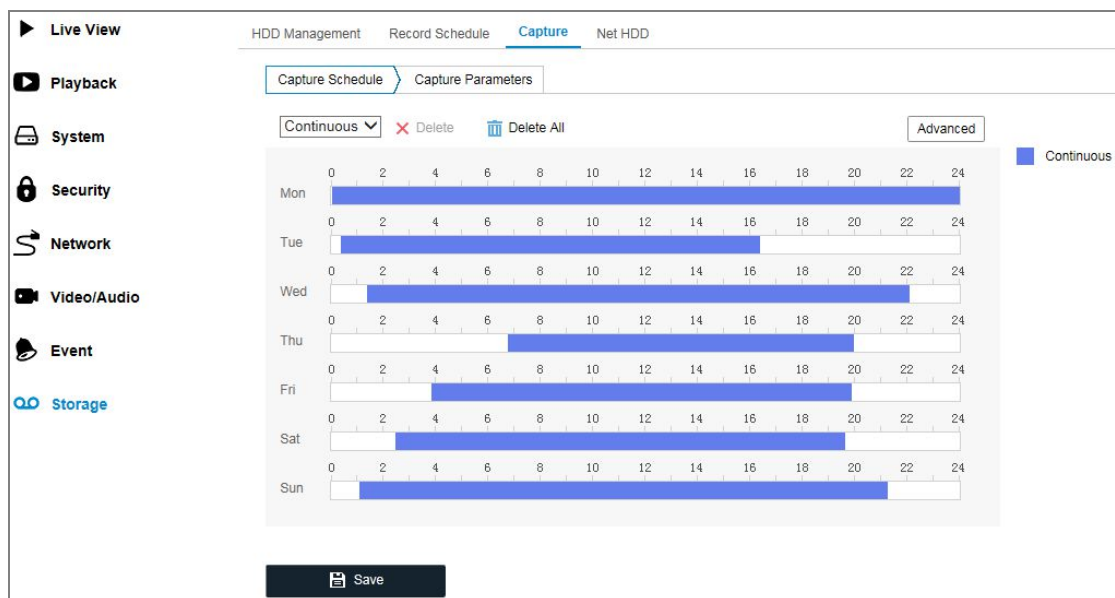 Live View
HDD Management Record Schedule Capture Net HDD
Playback
Capture Schedule Capture Parameters
System
Continuous Delete Delete All Advanced
Continuous
Security
0 2 4 6 8 10 12 14 16 18 20 22 24
Mon
0 2 4 6 8 10 12 14 16 18 20 22 24
Tue
Network
0 2 4 6 8 10 12 14 16 18 20 22 24
Wed
Video/Audio
0 2 4 6 8 10 12 14 16 18 20 22 24
Thu
Event
0 2 4 6 8 10 12 14 16 18 20 22 24
Fri
Storage
0 2 4 6 8 10 12 14 16 18 20 22 24
Sat
0 2 4 6 8 10 12 14 16 18 20 22 24
Sun
Save